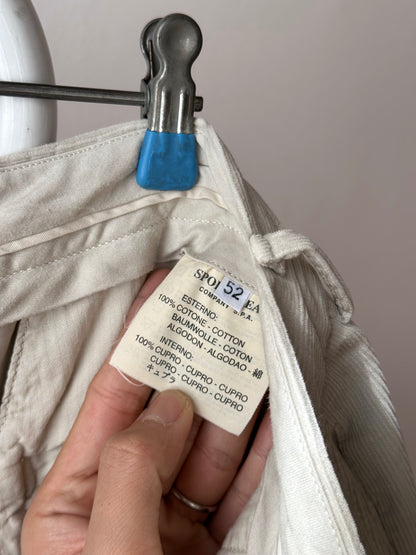 52
COMPANY S.P.A.
ESTERNO:
100% COTONE - COTTON
BAUMWOLLE - COTON
ALGODON - ALGODAO - 綿
INTERNO:
100% CUPRO - CUPRO - CUPRO
CUPRO - CUPRO - CUPRO
キュプラ